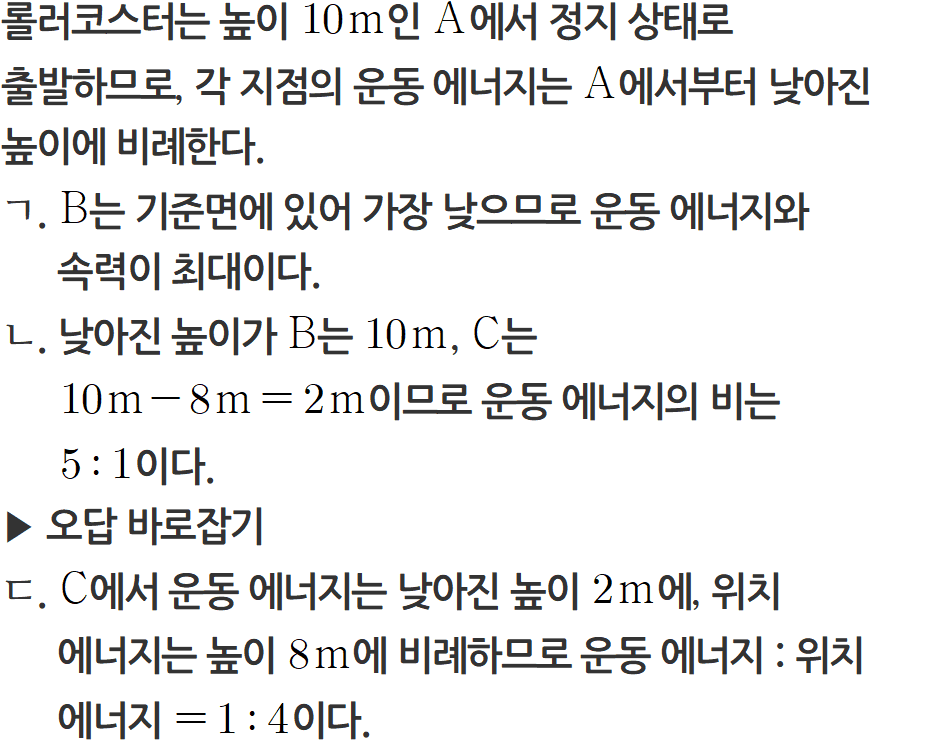 롤러코스터는 높이 10m인 A에서 정지 상태로
출발하므로, 각 지점의 운동 에너지는 A에서부터 낮아진
높이에 비례한다.
ㄱ. B는 기준면에 있어 가장 낮으므로 운동 에너지와
속력이 최대이다.
ㄴ. 낮아진 높이가 B는 10m, C는
10m-8m=2m이므로 운동 에너지의 비는
5:1이다.
▶ 오답 바로잡기
ㄷ. C에서 운동 에너지는 낮아진 높이 2m에, 위치
에너지는 높이 8m에 비례하므로 운동 에너지 : 위치
에너지 =1:4이다.